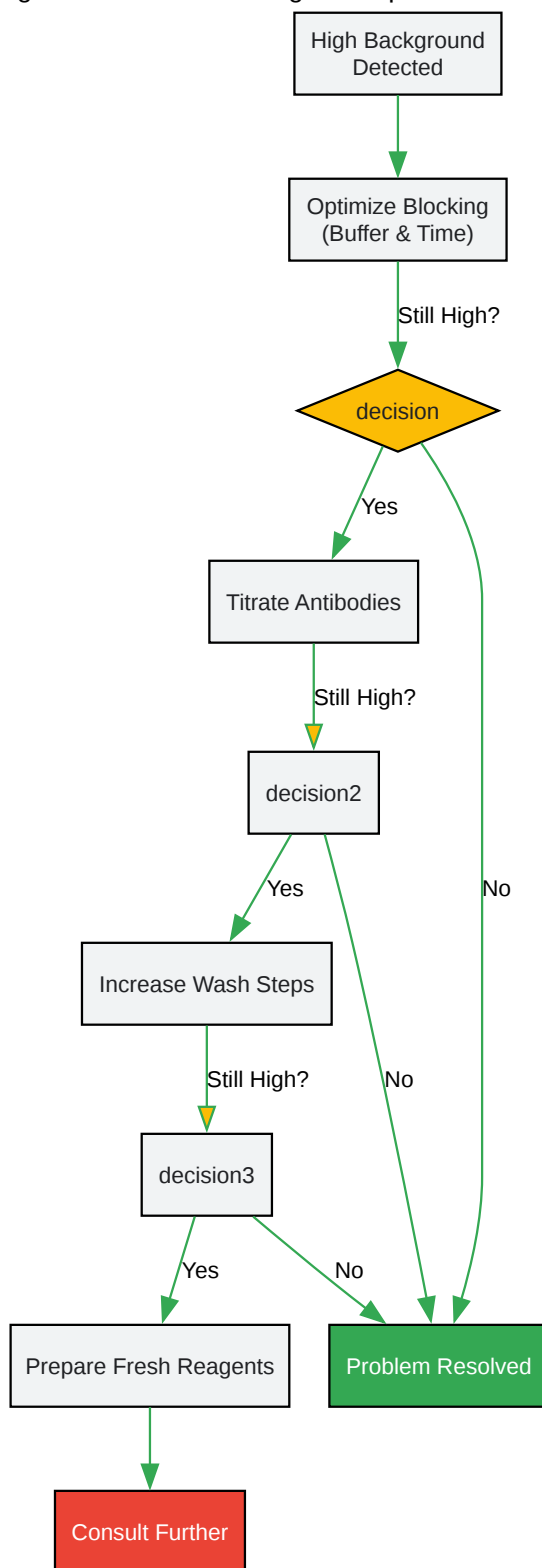 High Background
Detected
Optimize Blocking
(Buffer & Time)
Still High?
decision
Yes
Titrate Antibodies
Still High?
decision2
Yes
No
Increase Wash Steps
Still High?
No
decision3
Yes
No
Prepare Fresh Reagents
Problem Resolved
Consult Further